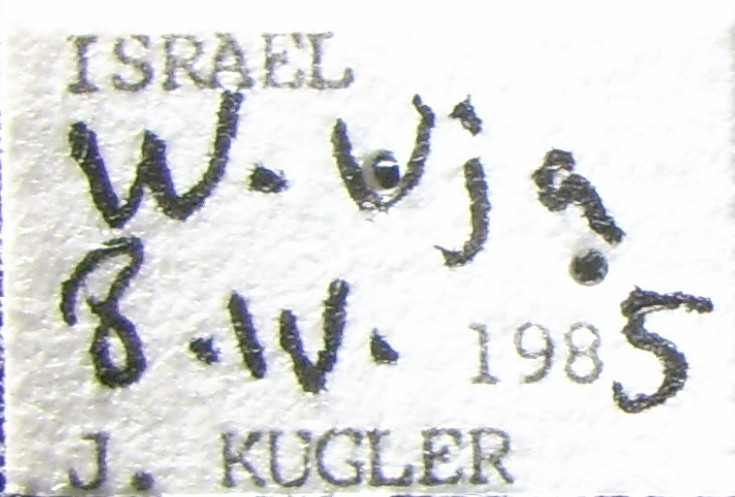 ISRAEL
W. Uja
8.IV. 1985
J. KUGLER